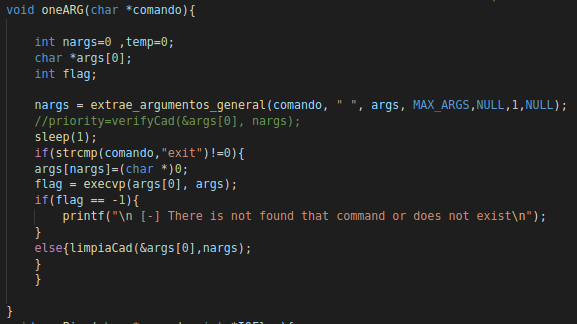 void oneARG(char *comando){
int nargs=0 ,temp=0;
char *args[0];
int flag;
nargs = extrae_argumentos_general(comando, " ", args, MAX_ARGS,NULL,1,NULL);
//priority=verifyCad(&args[0], nargs);
sleep(1);
if(strcmp(comando,"exit")!=0){
args[nargs]=(char *)0;
flag = execvp(args[0], args);
if(flag == -1){
printf("\n [-] There is not found that command or does not exist\n");
}
else{limpiaCad(&args[0],nargs);
}
}
}